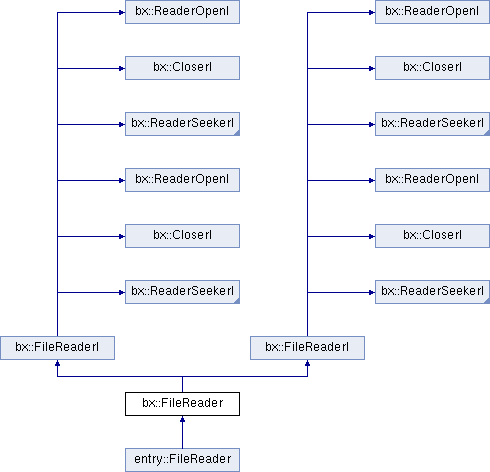 bx::ReaderOpenI bx::ReaderOpenI
bx::CloserI bx::CloserI
bx::ReaderSeekerI bx::ReaderSeekerI
bx::ReaderOpenI bx::ReaderOpenI
bx::CloserI bx::CloserI
bx::ReaderSeekerI bx::ReaderSeekerI
bx::FileReaderI bx::FileReaderI
bx::FileReader
entry::FileReader